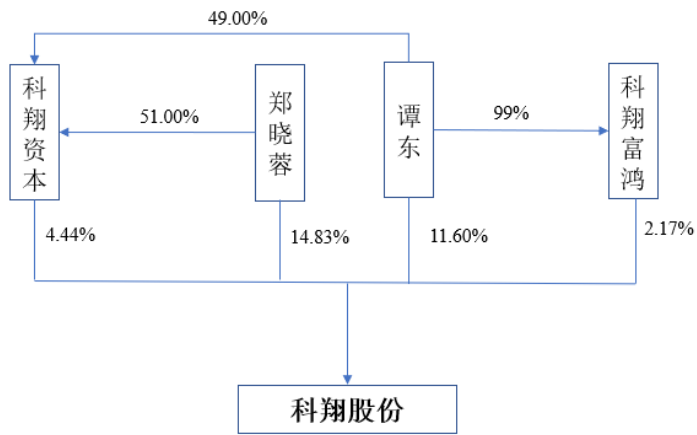 49.00%
科翔资本
郑晓蓉
谭东
科翔富鸿
51.00%
99%
4.44%
14.83%
11.60%
2.17%
科翔股份